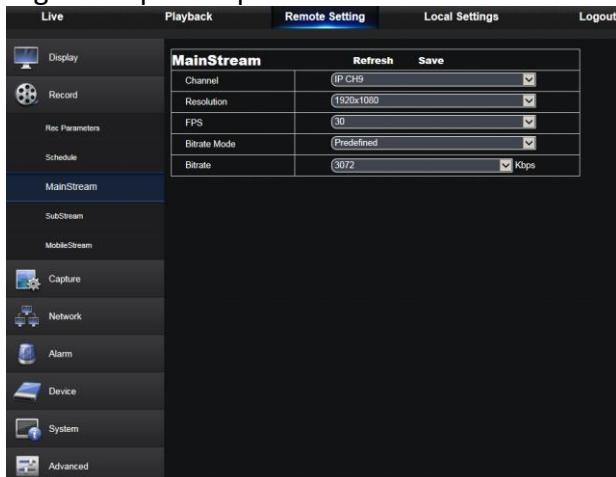 Live Playback Remote Setting Local Settings Logout
Display
Record
Rec Parameters
Schedule
MainStream
SubStream
MobileStream
Capture
Network
Alarm
Device
System
Advanced
MainStream Refresh Save
Channel IP CH9
Resolution 1920x1080
FPS 30
Bitrate Mode Predefined
Bitrate 3072 Kbps